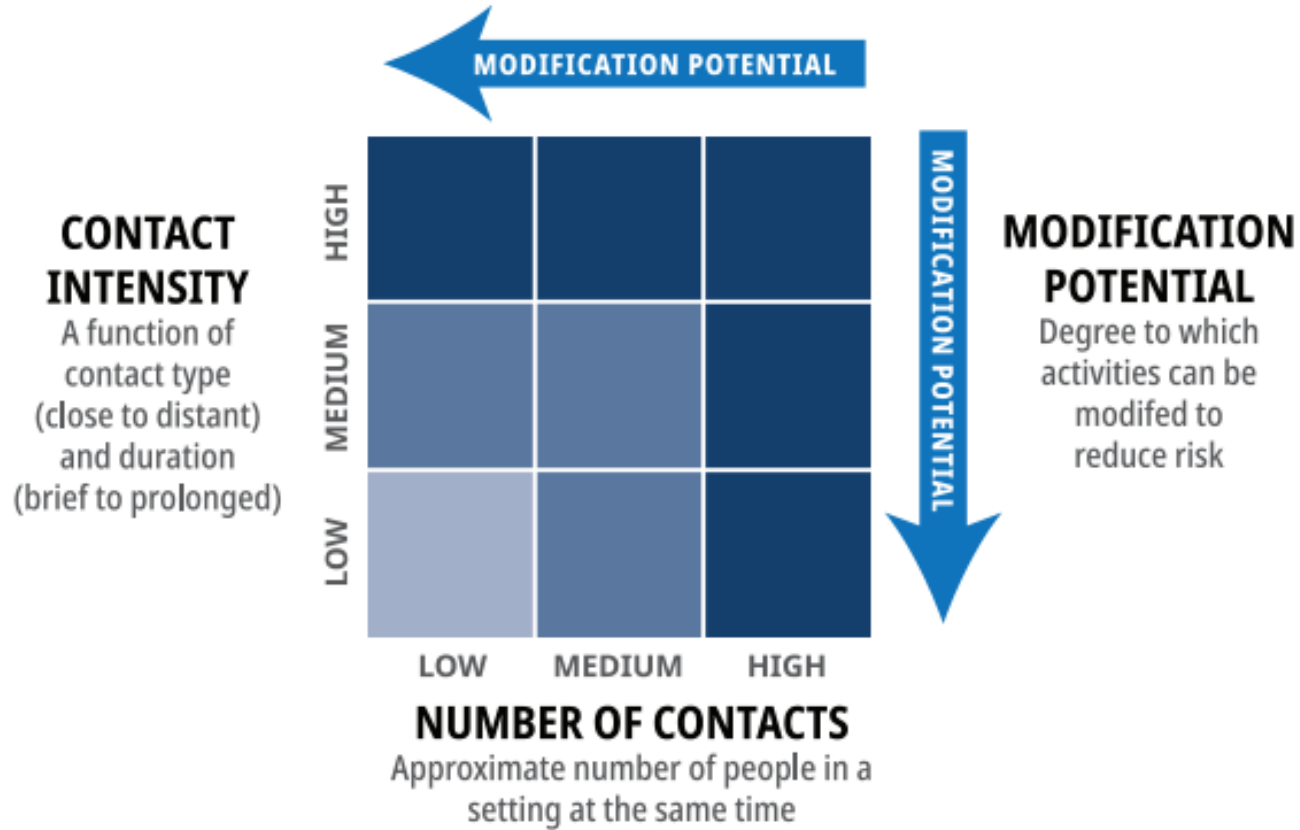 MODIFICATION POTENTIAL
CONTACT
INTENSITY
A function of
contact type
(close to distant)
and duration
(brief to prolonged)
HIGH
MEDIUM
LOW
MODIFICATION POTENTIAL
MODIFICATION
POTENTIAL
Degree to which
activities can be
modifed to
reduce risk
LOW MEDIUM HIGH
NUMBER OF CONTACTS
Approximate number of people in a
setting at the same time